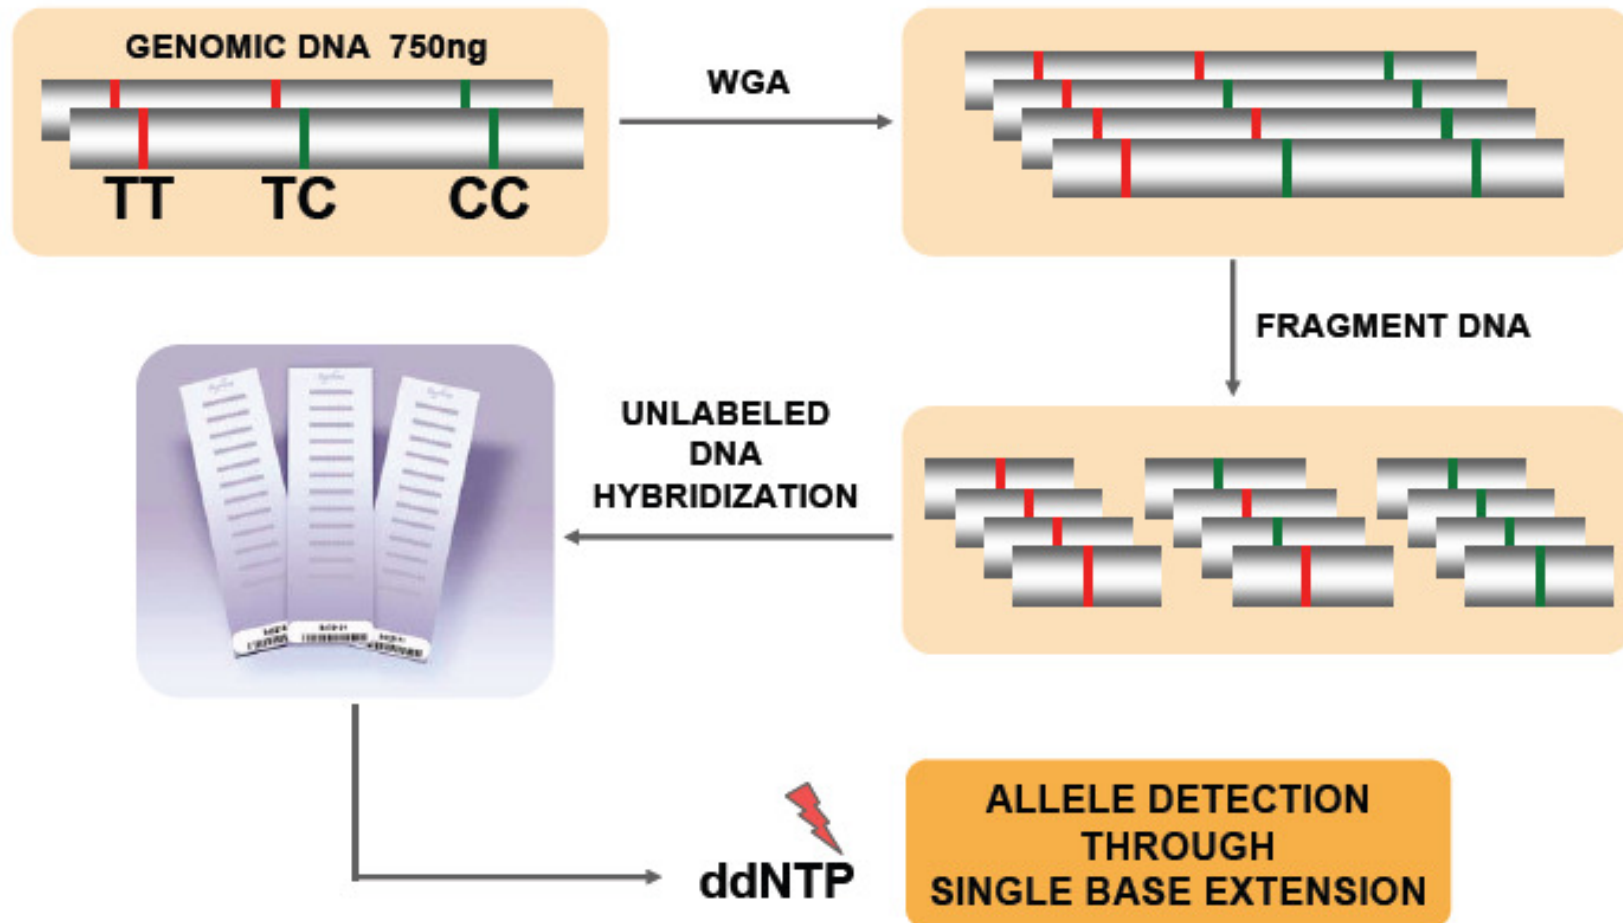 GENOMIC DNA 750ng
TT TC CC
WGA
FRAGMENT DNA
UNLABELED
DNA
HYBRIDIZATION
ddNTP
ALLELE DETECTION
THROUGH
SINGLE BASE EXTENSION